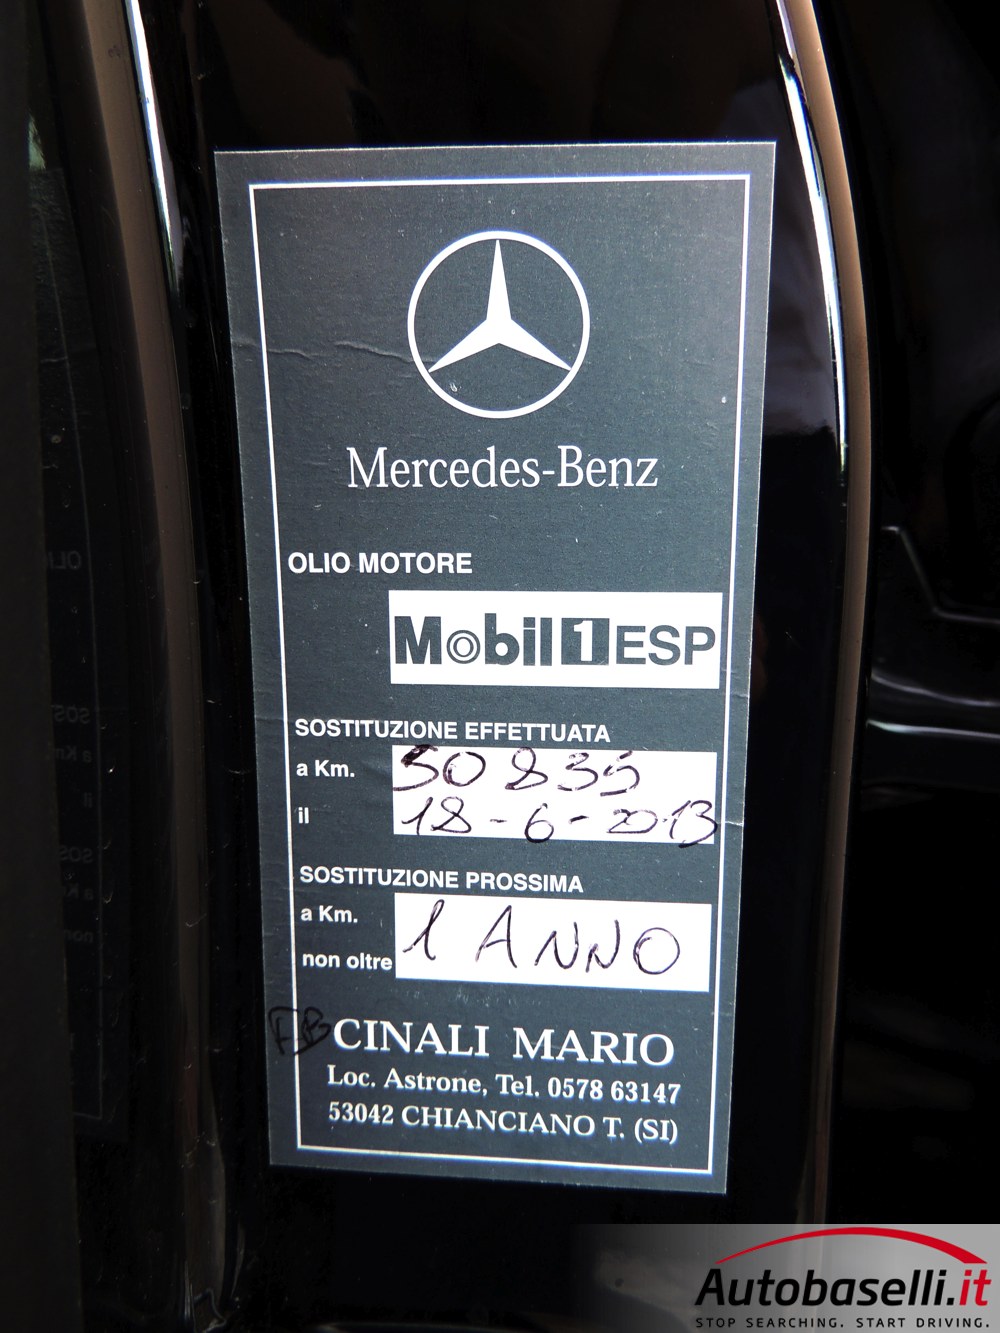 Mercedes-Benz
OLIO MOTORE
Mobil 1 ESP
SOSTITUZIONE EFFETTUATA
a Km. 50835
il 18-6-2013
SOSTITUZIONE PROSSIMA
a Km.
non oltre 1 ANNO
CINALI MARIO
Loc. Astrone, Tel. 0578 63147
53042 CHIANCIANO T. (SI)
Autobaselli.it
STOP SEARCHING. START DRIVING.